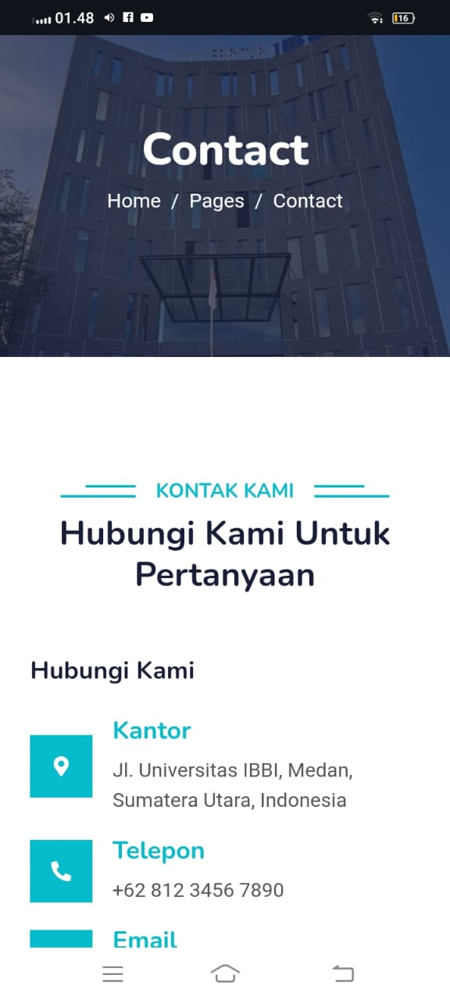 01.48
16
Contact
Home / Pages / Contact
KONTAK KAMI
Hubungi Kami Untuk
Pertanyaan
Hubungi Kami
Kantor
Jl. Universitas IBBI, Medan,
Sumatera Utara, Indonesia
Telepon
+62 812 3456 7890
Email